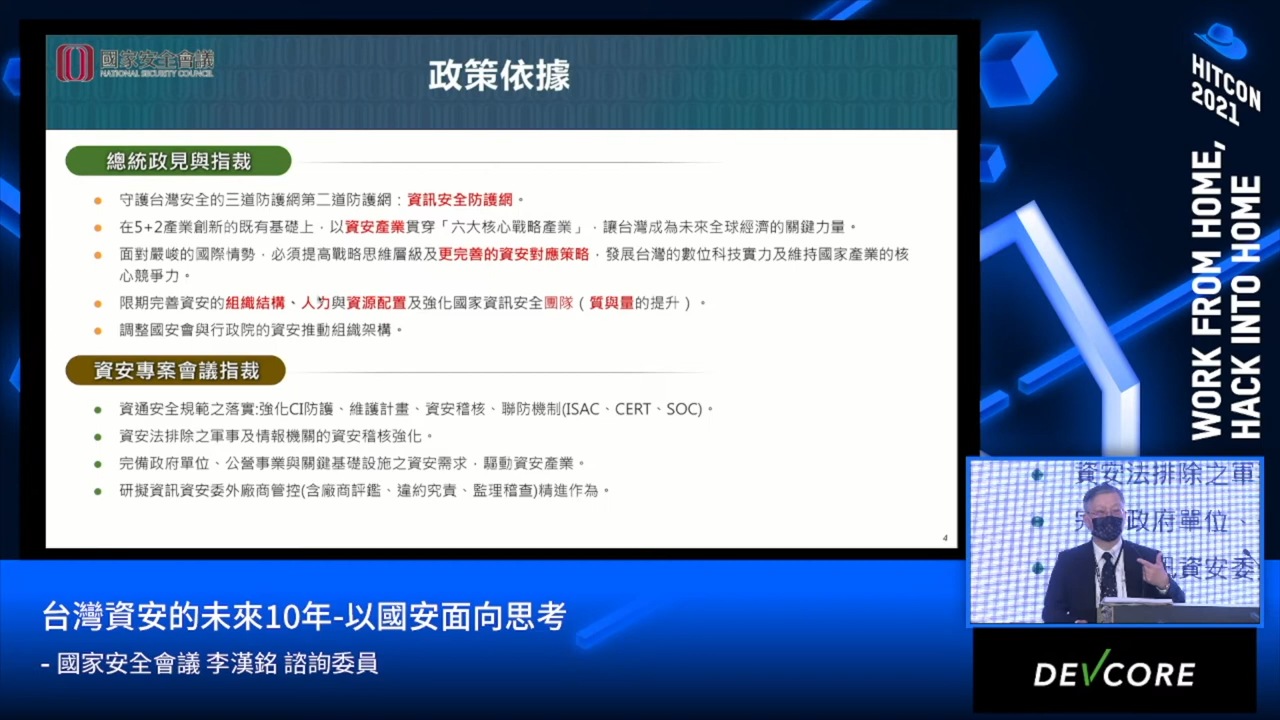 國家安全會議
NATIONAL SECURITY COUNCIL
政策依據
總統政見與指裁
守護台灣安全的三道防護網第二道防護網：資訊安全防護網。
在5+2產業創新的既有基礎上，以資安產業貫穿「六大核心戰略產業」，讓台灣成為未來全球經濟的關鍵力量。
面對嚴峻的國際情勢，必須提高戰略思維層級及更完善的資安對應策略，發展台灣的數位科技實力及維持國家產業的核
心競爭力。
限期完善資安的組織結構、人力與資源配置及強化國家資訊安全團隊（質與量的提升）。
調整國安會與行政院的資安推動組織架構。
資安專案會議指裁
資通安全規範之落實:強化CI防護、維護計畫、資安稽核、聯防機制(ISAC、CERT、SOC)。
資安法排除之軍事及情報機關的資安稽核強化。
完備政府單位、公營事業與關鍵基礎設施之資安需求，驅動資安產業。
研擬資訊資安委外廠商管控(含廠商評鑑、違約究責、監理稽查)精進作為。
4
HITCON
2021
WORK FROM HOME,
HACK INTO HOME
資安法排除之軍
政府單位、
資安委
台灣資安的未來10年-以國安面向思考
- 國家安全會議 李漢銘 諮詢委員
DEVCORE